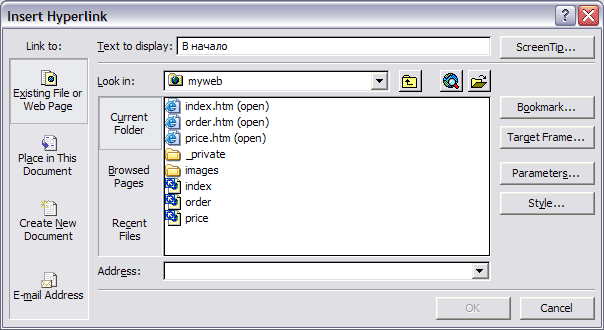 Insert Hyperlink
Link to:
Text to display: В начало
ScreenTip...
Existing File or
Web Page
Look in: myweb
Current
Folder
index.htm (open)
order.htm (open)
price.htm (open)
_private
images
index
order
price
Bookmark...
Target Frame...
Place in This
Document
Browsed
Pages
Parameters...
Style...
Create New
Document
Recent
Files
E-mail Address
Address:
OK
Cancel